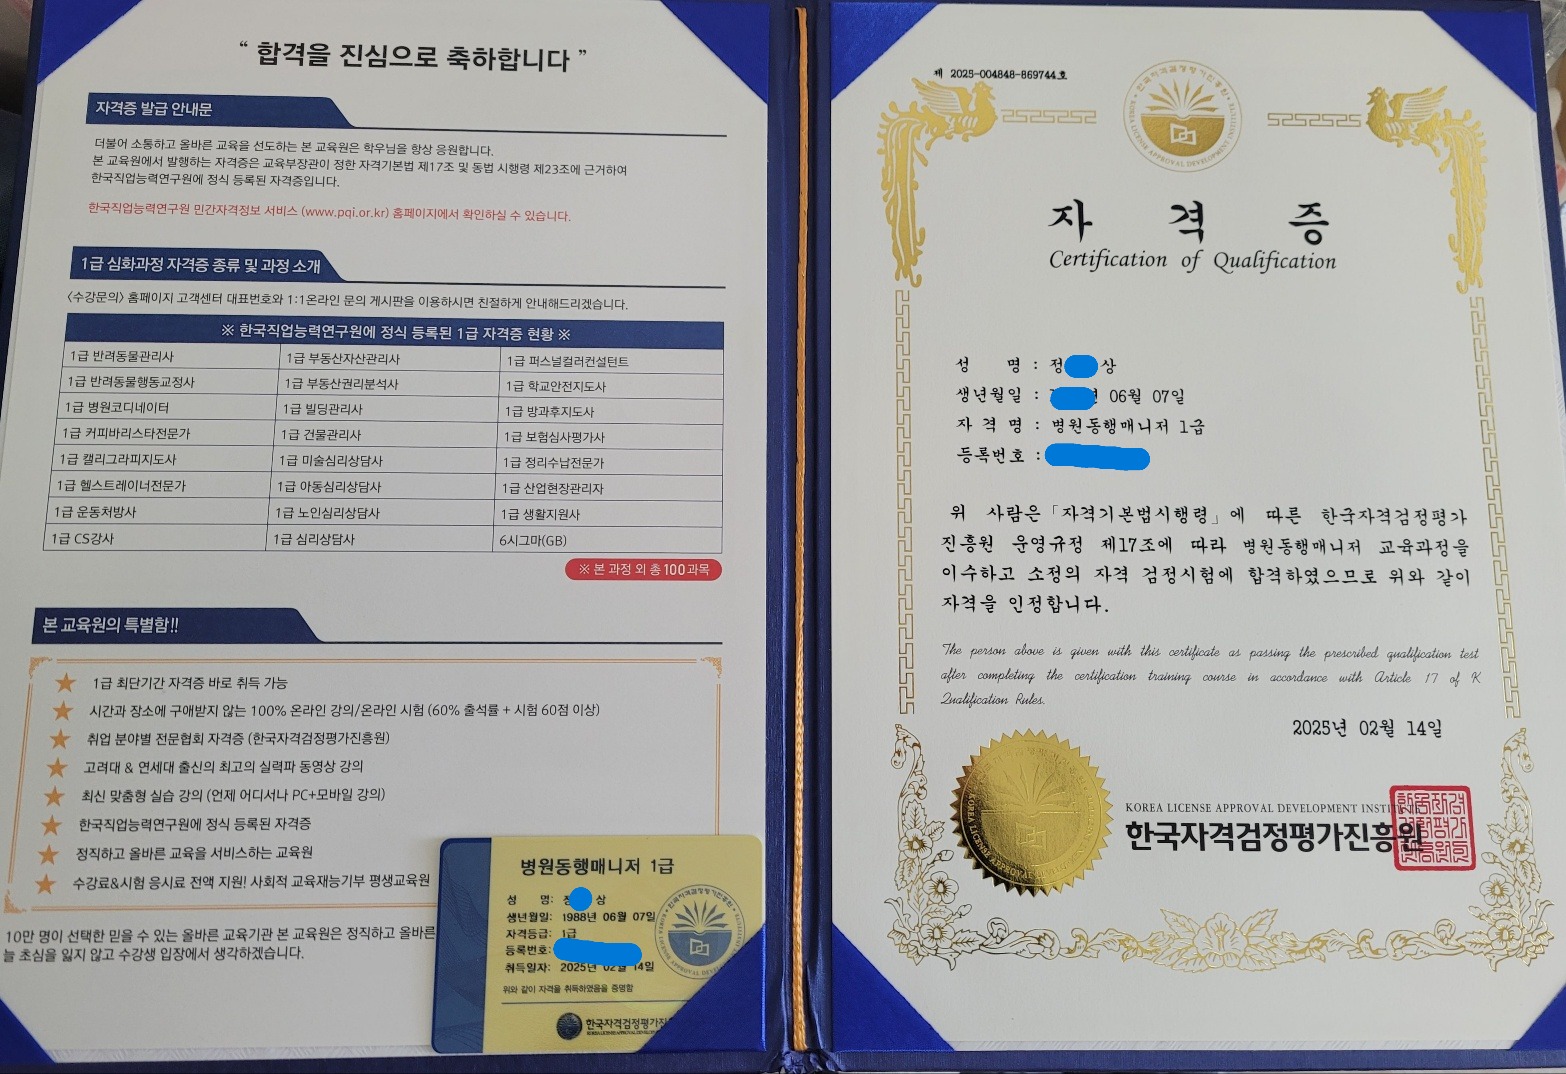 “ 합격을 진심으로 축하합니다 ”
자격증 발급 안내문
더불어 소통하고 올바른 교육을 선도하는 본 교육원은 학우님을 항상 응원합니다.
본 교육원에서 발행하는 자격증은 교육부장관이 정한 자격기본법 제17조 및 동법 시행령 제23조에 근거하여
한국직업능력연구원에 정식 등록된 자격증입니다.
한국직업능력연구원 민간자격정보 서비스 (www.pqi.or.kr) 홈페이지에서 확인하실 수 있습니다.
1급 심화과정 자격증 종류 및 과정 소개
<수강문의> 홈페이지 고객센터 대표번호와 1:1온라인 문의 게시판을 이용하시면 친절하게 안내해드리겠습니다.
※ 한국직업능력연구원에 정식 등록된 1급 자격증 현황 ※
1급 반려동물관리사 1급 부동산자산관리사 1급 퍼스널컬러컨설턴트
1급 반려동물행동교정사 1급 부동산권리분석사 1급 학교안전지도사
1급 병원코디네이터 1급 빌딩관리사 1급 방과후지도사
1급 커피바리스타전문가 1급 건물관리사 1급 보험심사평가사
1급 캘리그라피지도사 1급 미술심리상담사 1급 정리수납전문가
1급 헬스트레이너전문가 1급 아동심리상담사 1급 산업현장관리자
1급 운동처방사 1급 노인심리상담사 1급 생활지원사
1급 CS강사 1급 심리상담사 6시그마(GB)
※ 본 과정 외 총 100과목
본 교육원의 특별함!!
1급 최단기간 자격증 바로 취득 가능
시간과 장소에 구애받지 않는 100% 온라인 강의/온라인 시험 (60% 출석률 + 시험 60점 이상)
취업 분야별 전문협회 자격증 (한국자격검정평가진흥원)
고려대 & 연세대 출신의 최고의 실력파 동영상 강의
최신 맞춤형 실습 강의 (언제 어디서나 PC+모바일 강의)
한국직업능력연구원에 정식 등록된 자격증
정직하고 올바른 교육을 서비스하는 교육원
수강료&시험 응시료 전액 지원! 사회적 교육재능기부 평생교육원
10만 명이 선택한 믿을 수 있는 올바른 교육기관 본 교육원은 정직하고 올바른
늘 초심을 잃지 않고 수강생 입장에서 생각하겠습니다.
병원동행매니저 1급
성 명: 상
생년월일: 1988년 06월 07일
자격등급: 1급
등록번호:
취득일자: 2025년 02월 14일
위와 같이 자격을 취득하였음을 증명함
한국자격검정평가진
제 2025-004848-869744호
한국자격검정평가진흥원
KOREA LICENSE APPROVAL DEVELOPMENT INSTITUTE
자 격 증
Certification of Qualification
성 명 : 정 상
생년월일 : 06월 07일
자 격 명 : 병원동행매니저 1급
등록번호 :
위 사람은 「자격기본법시행령」에 따른 한국자격검정평가
진흥원 운영규정 제17조에 따라 병원동행매니저 교육과정을
이수하고 소정의 자격 검정시험에 합격하였으므로 위와 같이
자격을 인정합니다.
The person above is given with this certificate as passing the prescribed qualification test
after completing the certification training course in accordance with Article 17 of K
Qualification Rules.
2025년 02월 14일
KOREA LICENSE APPROVAL DEVELOPMENT INSTITUTE
한국자격검정평가진흥원